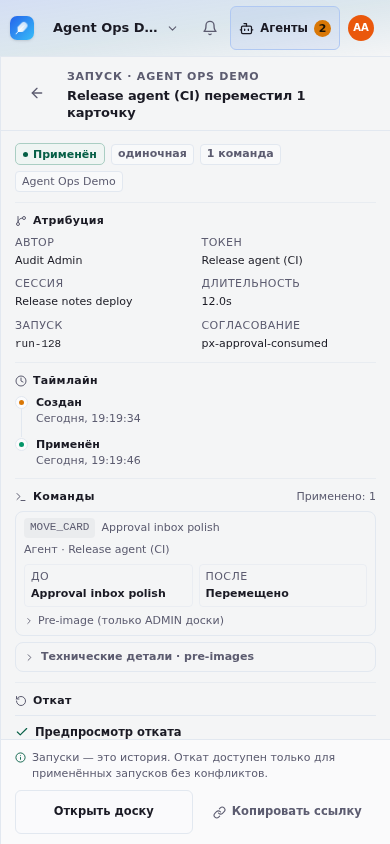 Agent Ops D...
Агенты 2
AA
ЗАПУСК · AGENT OPS DEMO
Release agent (CI) переместил 1
карточку
Применён
одиночная
1 команда
Agent Ops Demo
Атрибуция
АВТОР
Audit Admin
ТОКЕН
Release agent (CI)
СЕССИЯ
Release notes deploy
ДЛИТЕЛЬНОСТЬ
12.0s
ЗАПУСК
run-128
СОГЛАСОВАНИЕ
px-approval-consumed
Таймлайн
Создан
Сегодня, 19:19:34
Применён
Сегодня, 19:19:46
Команды
Применено: 1
MOVE_CARD Approval inbox polish
Агент · Release agent (CI)
ДО
Approval inbox polish
ПОСЛЕ
Перемещено
Pre-image (только ADMIN доски)
Технические детали · pre-images
Откат
Предпросмотр отката
Запуски — это история. Откат доступен только для
применённых запусков без конфликтов.
Открыть доску
Копировать ссылку